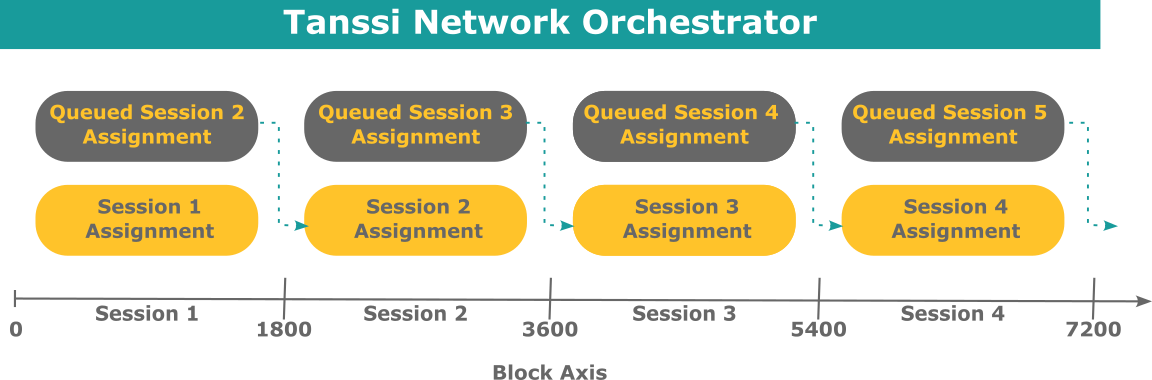 Tanssi Network Orchestrator
Queued Session 2
Assignment
Queued Session 3
Assignment
Queued Session 4
Assignment
Queued Session 5
Assignment
Session 1
Assignment
Session 2
Assignment
Session 3
Assignment
Session 4
Assignment
Session 1
Session 2
Session 3
Session 4
0
1800
3600
5400
7200
Block Axis